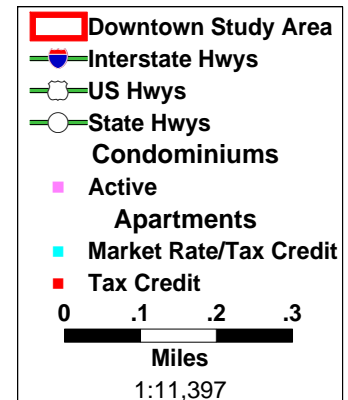 Downtown Study Area
Interstate Hwys
US Hwys
State Hwys
Condominiums
Active
Apartments
Market Rate/Tax Credit
Tax Credit
0 .1 .2 .3
Miles
1:11,397